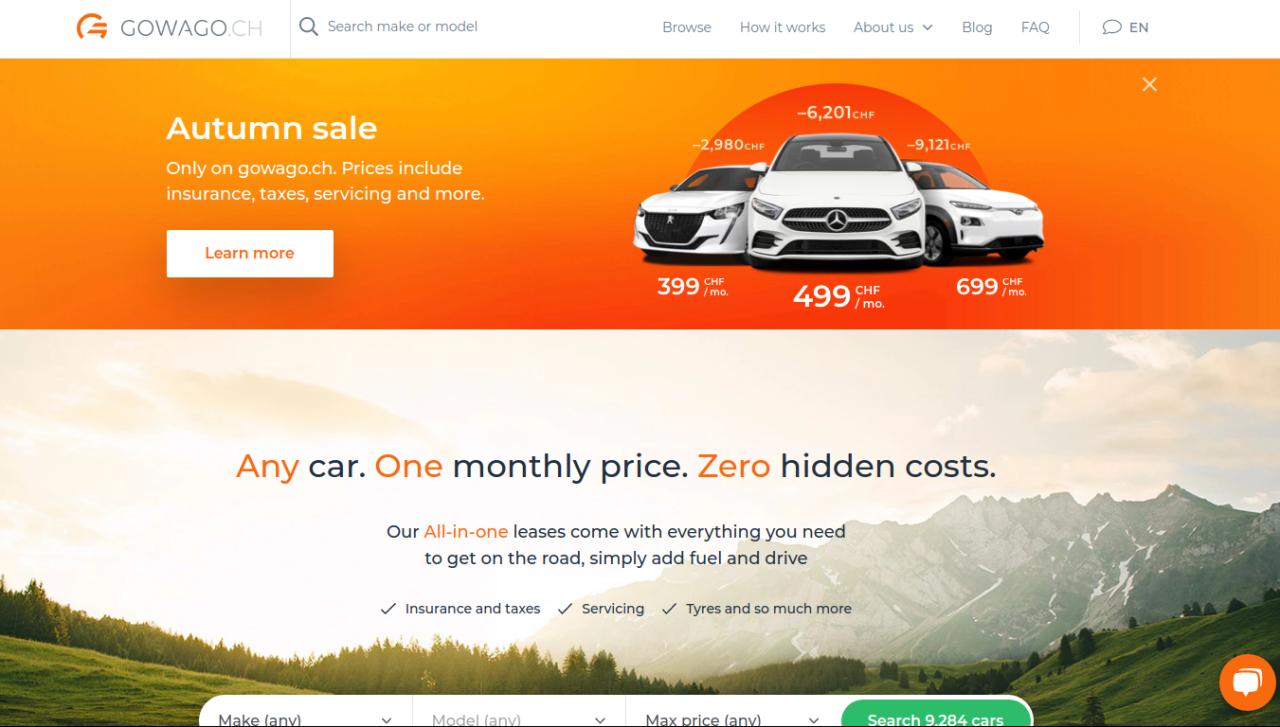 GOWAGO.CH
Search make or model
Browse
How it works
About us
Blog
FAQ
EN
Autumn sale
Only on gowago.ch. Prices include
insurance, taxes, servicing and more.
Learn more
–6,201CHF
–2,980CHF
–9,121CHF
399 CHF / mo.
499 CHF / mo.
699 CHF / mo.
Any car. One monthly price. Zero hidden costs.
Our All-in-one leases come with everything you need
to get on the road, simply add fuel and drive
Insurance and taxes
Servicing
Tyres and so much more
Make (any)
Model (any)
Max price (any)
Search 9,284 cars